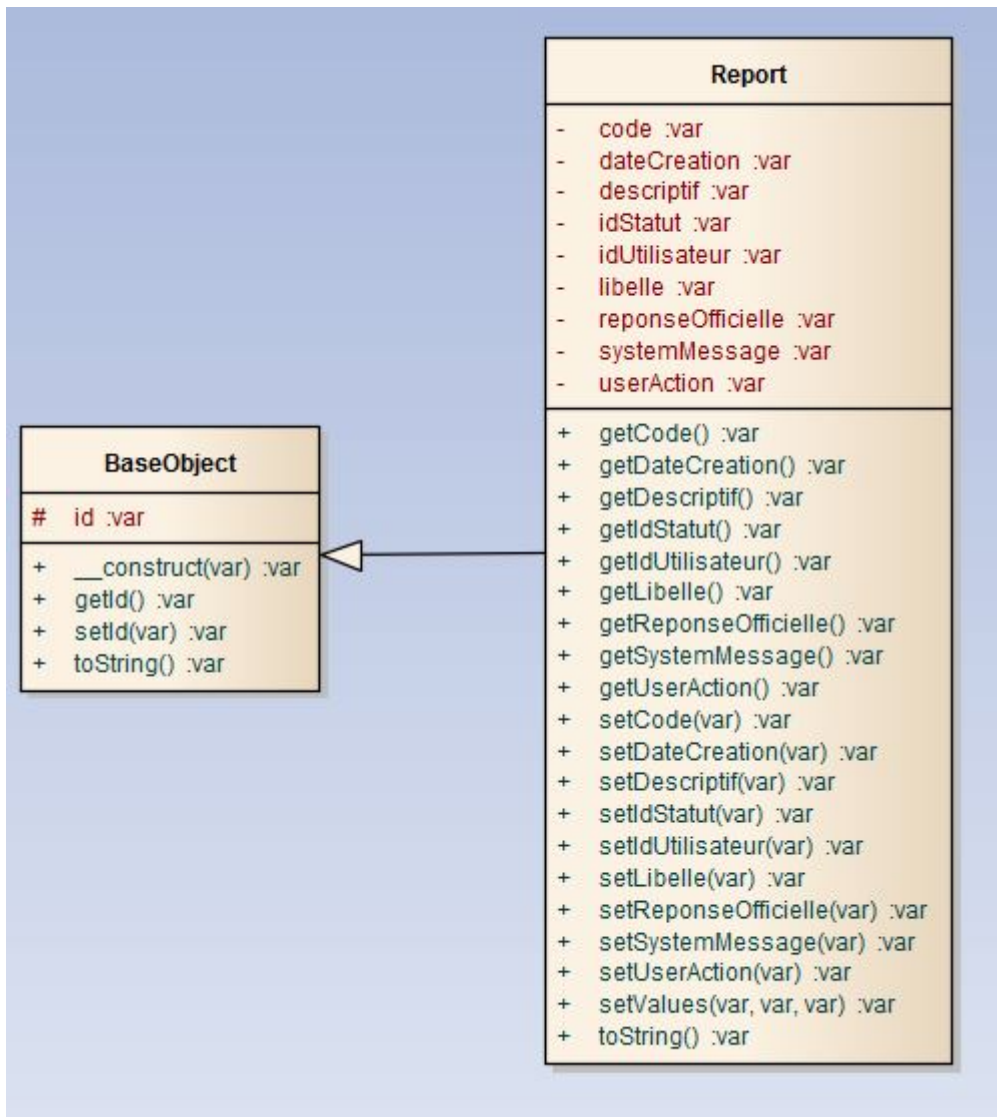 Report
- code :var
- dateCreation :var
- descriptif :var
- idStatut :var
- idUtilisateur :var
- libelle :var
- reponseOfficielle :var
- systemMessage :var
- userAction :var
+ getCode() :var
+ getDateCreation() :var
+ getDescriptif() :var
+ getIdStatut() :var
+ getIdUtilisateur() :var
+ getLibelle() :var
+ getReponseOfficielle() :var
+ getSystemMessage() :var
+ getUserAction() :var
+ setCode(var) :var
+ setDateCreation(var) :var
+ setDescriptif(var) :var
+ setIdStatut(var) :var
+ setIdUtilisateur(var) :var
+ setLibelle(var) :var
+ setReponseOfficielle(var) :var
+ setSystemMessage(var) :var
+ setUserAction(var) :var
+ setValues(var, var, var) :var
+ toString() :var
BaseObject
# id :var
+ __construct(var) :var
+ getId() :var
+ setId(var) :var
+ toString() :var